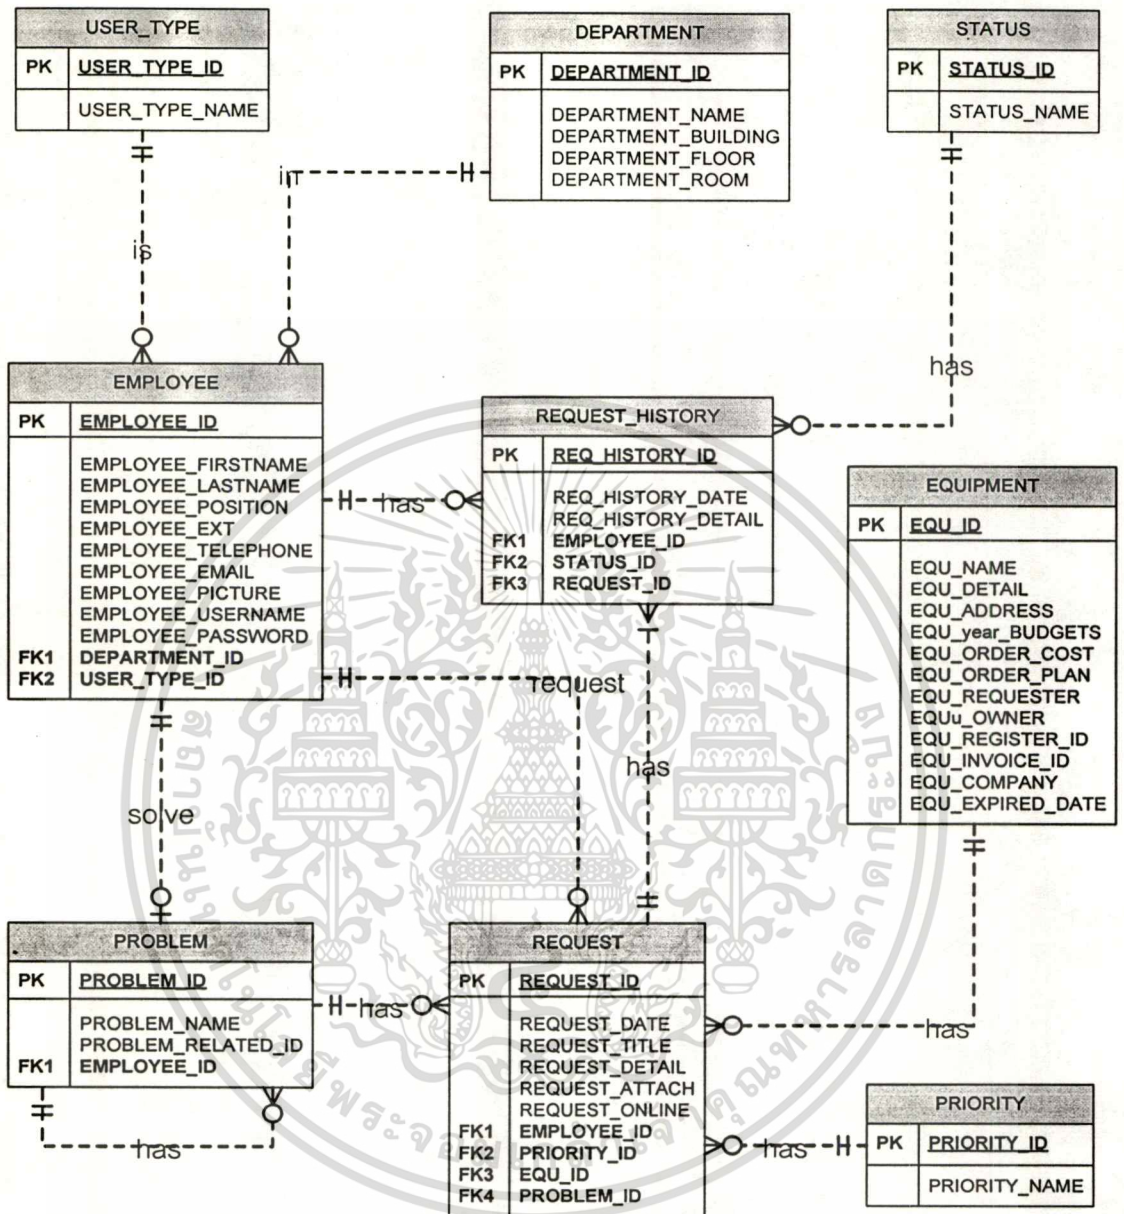 USER_TYPE
PK USER_TYPE_ID
USER_TYPE_NAME
DEPARTMENT
PK DEPARTMENT_ID
DEPARTMENT_NAME
DEPARTMENT_BUILDING
DEPARTMENT_FLOOR
DEPARTMENT_ROOM
STATUS
PK STATUS_ID
STATUS_NAME
is
in
has
EMPLOYEE
PK EMPLOYEE_ID
EMPLOYEE_FIRSTNAME
EMPLOYEE_LASTNAME
EMPLOYEE_POSITION
EMPLOYEE_EXT
EMPLOYEE_TELEPHONE
EMPLOYEE_EMAIL
EMPLOYEE_PICTURE
EMPLOYEE_USERNAME
EMPLOYEE_PASSWORD
FK1 DEPARTMENT_ID
FK2 USER_TYPE_ID
has
REQUEST_HISTORY
PK REQ_HISTORY_ID
REQ_HISTORY_DATE
REQ_HISTORY_DETAIL
FK1 EMPLOYEE_ID
FK2 STATUS_ID
FK3 REQUEST_ID
EQUIPMENT
PK EQU_ID
EQU_NAME
EQU_DETAIL
EQU_ADDRESS
EQU_year_BUDGETS
EQU_ORDER_COST
EQU_ORDER_PLAN
EQU_REQUESTER
EQUu_OWNER
EQU_REGISTER_ID
EQU_INVOICE_ID
EQU_COMPANY
EQU_EXPIRED_DATE
request
has
solve
PROBLEM
PK PROBLEM_ID
PROBLEM_NAME
PROBLEM_RELATED_ID
FK1 EMPLOYEE_ID
has
has
REQUEST
PK REQUEST_ID
REQUEST_DATE
REQUEST_TITLE
REQUEST_DETAIL
REQUEST_ATTACH
REQUEST_ONLINE
FK1 EMPLOYEE_ID
FK2 PRIORITY_ID
FK3 EQU_ID
FK4 PROBLEM_ID
has
has
PRIORITY
PK PRIORITY_ID
PRIORITY_NAME